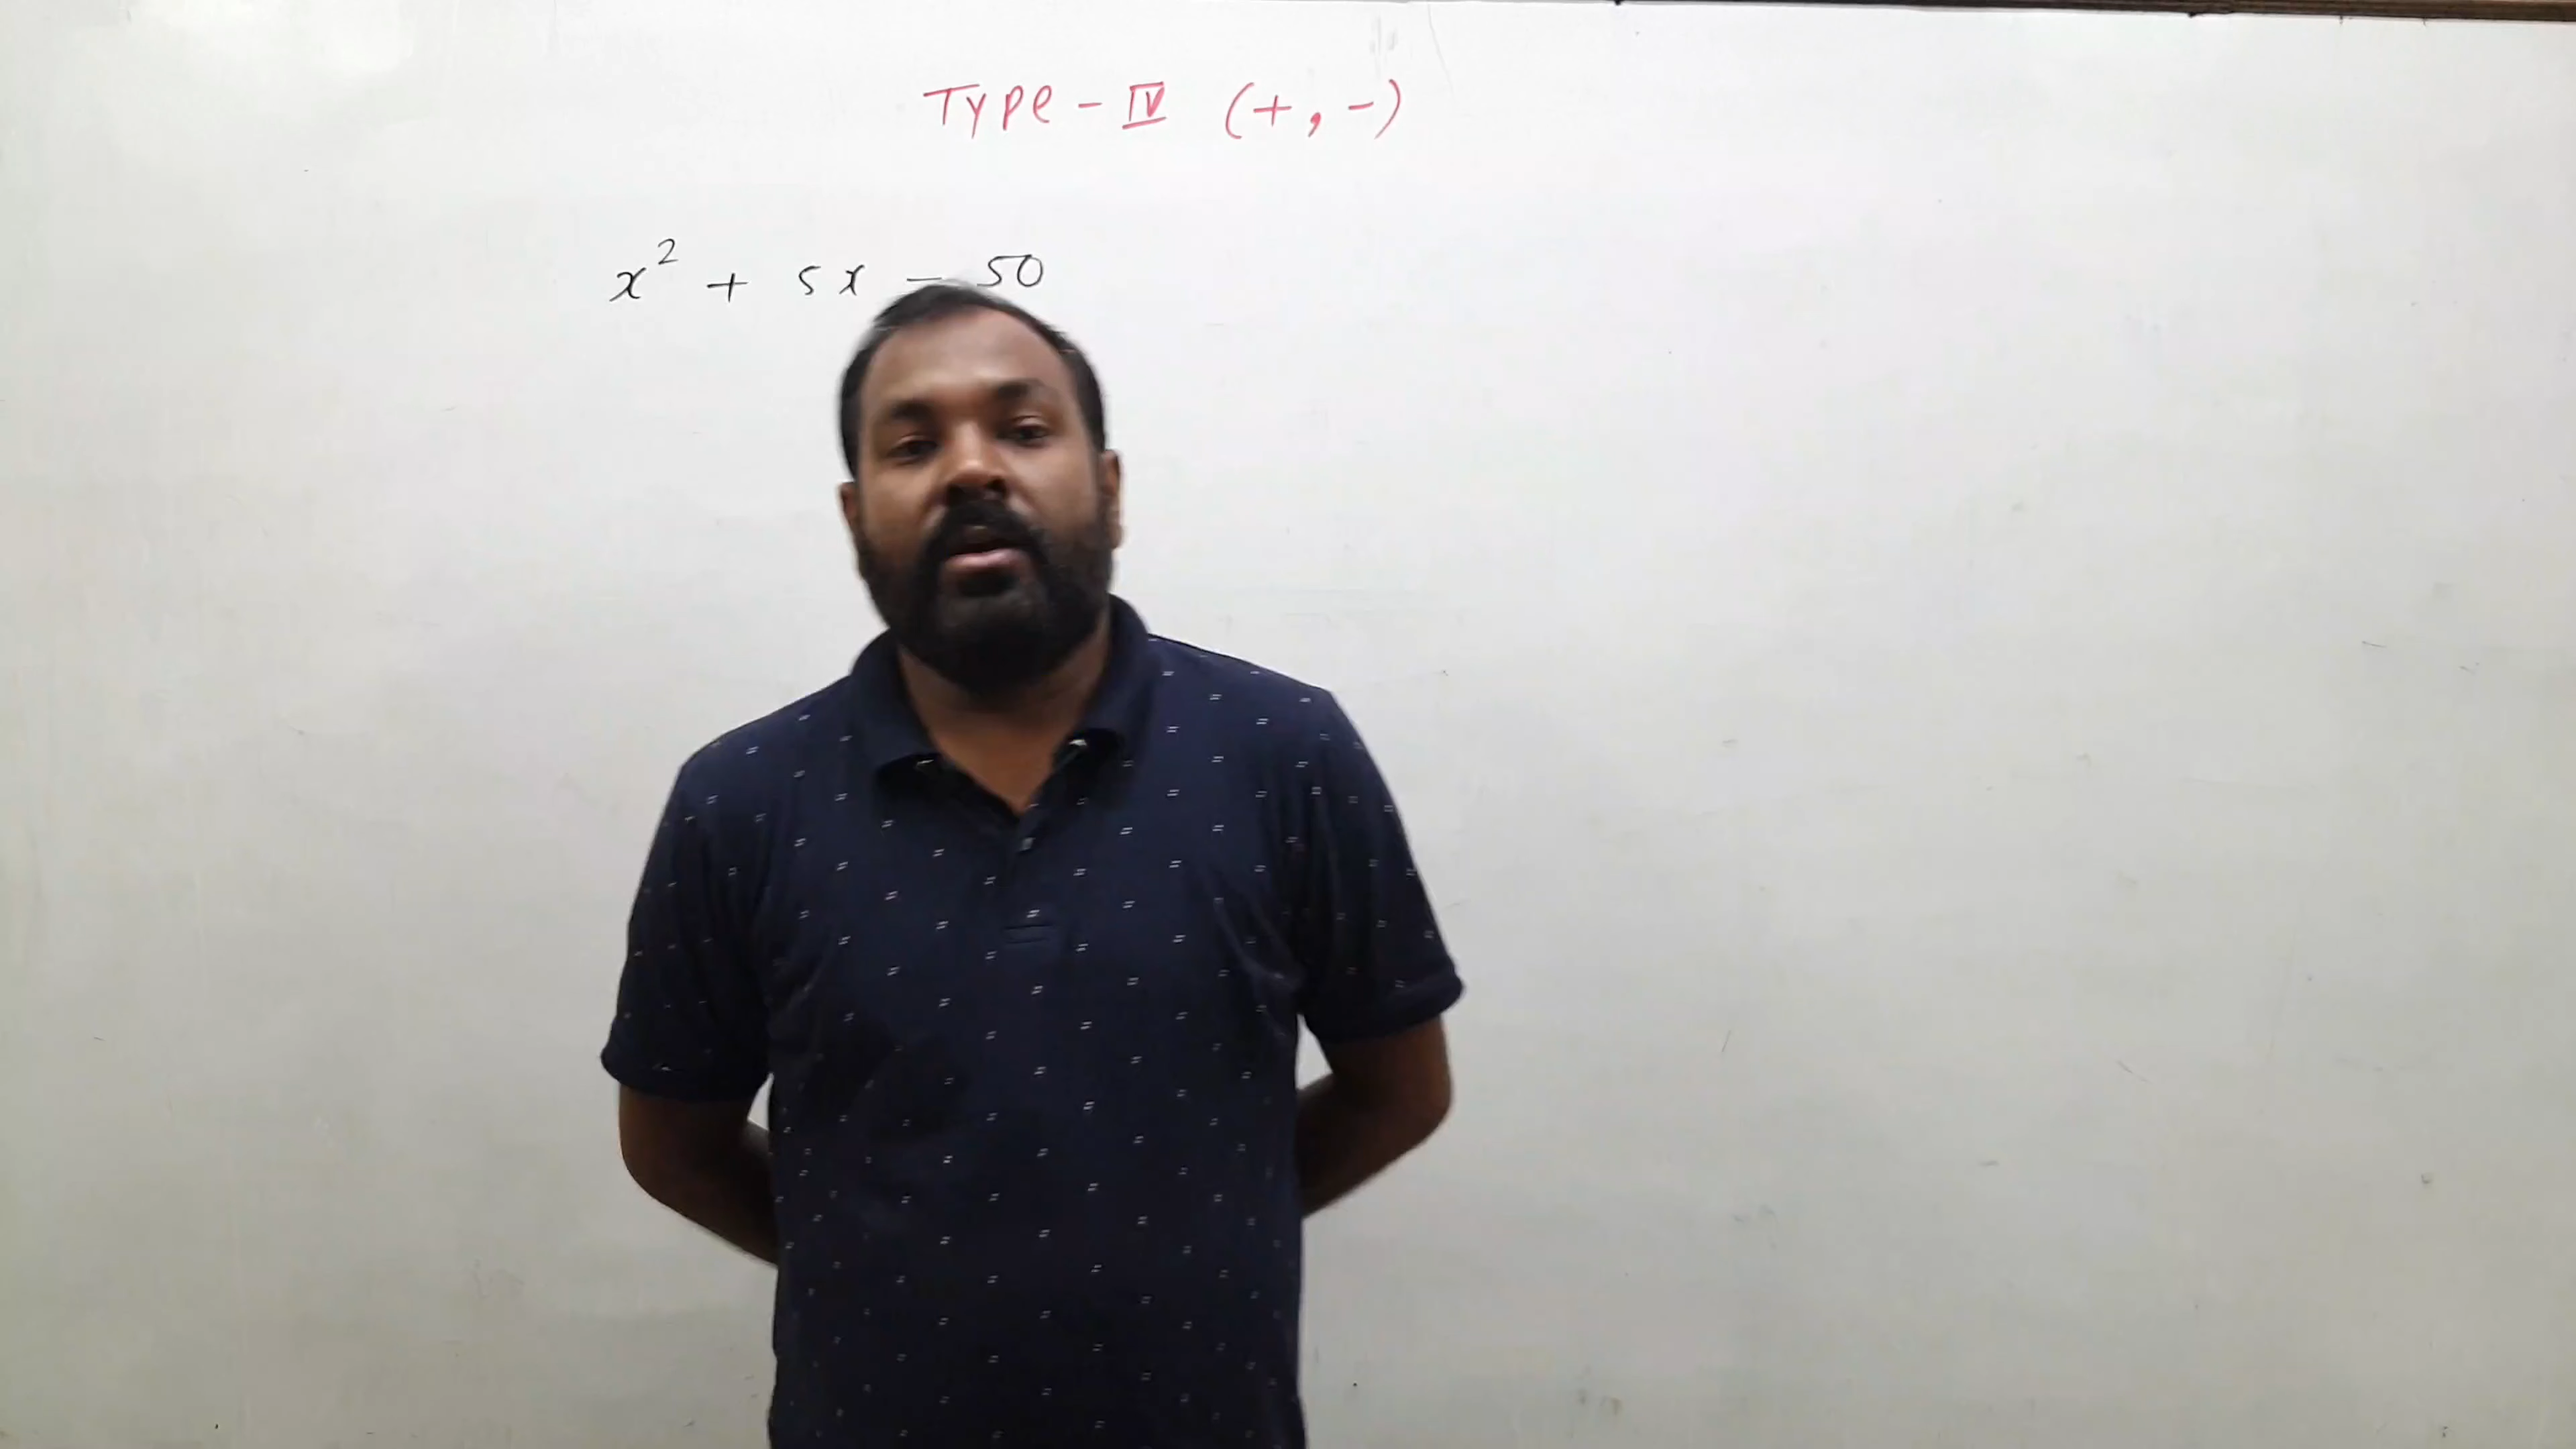 Type - IV (+, -)
x² + 5x - 50